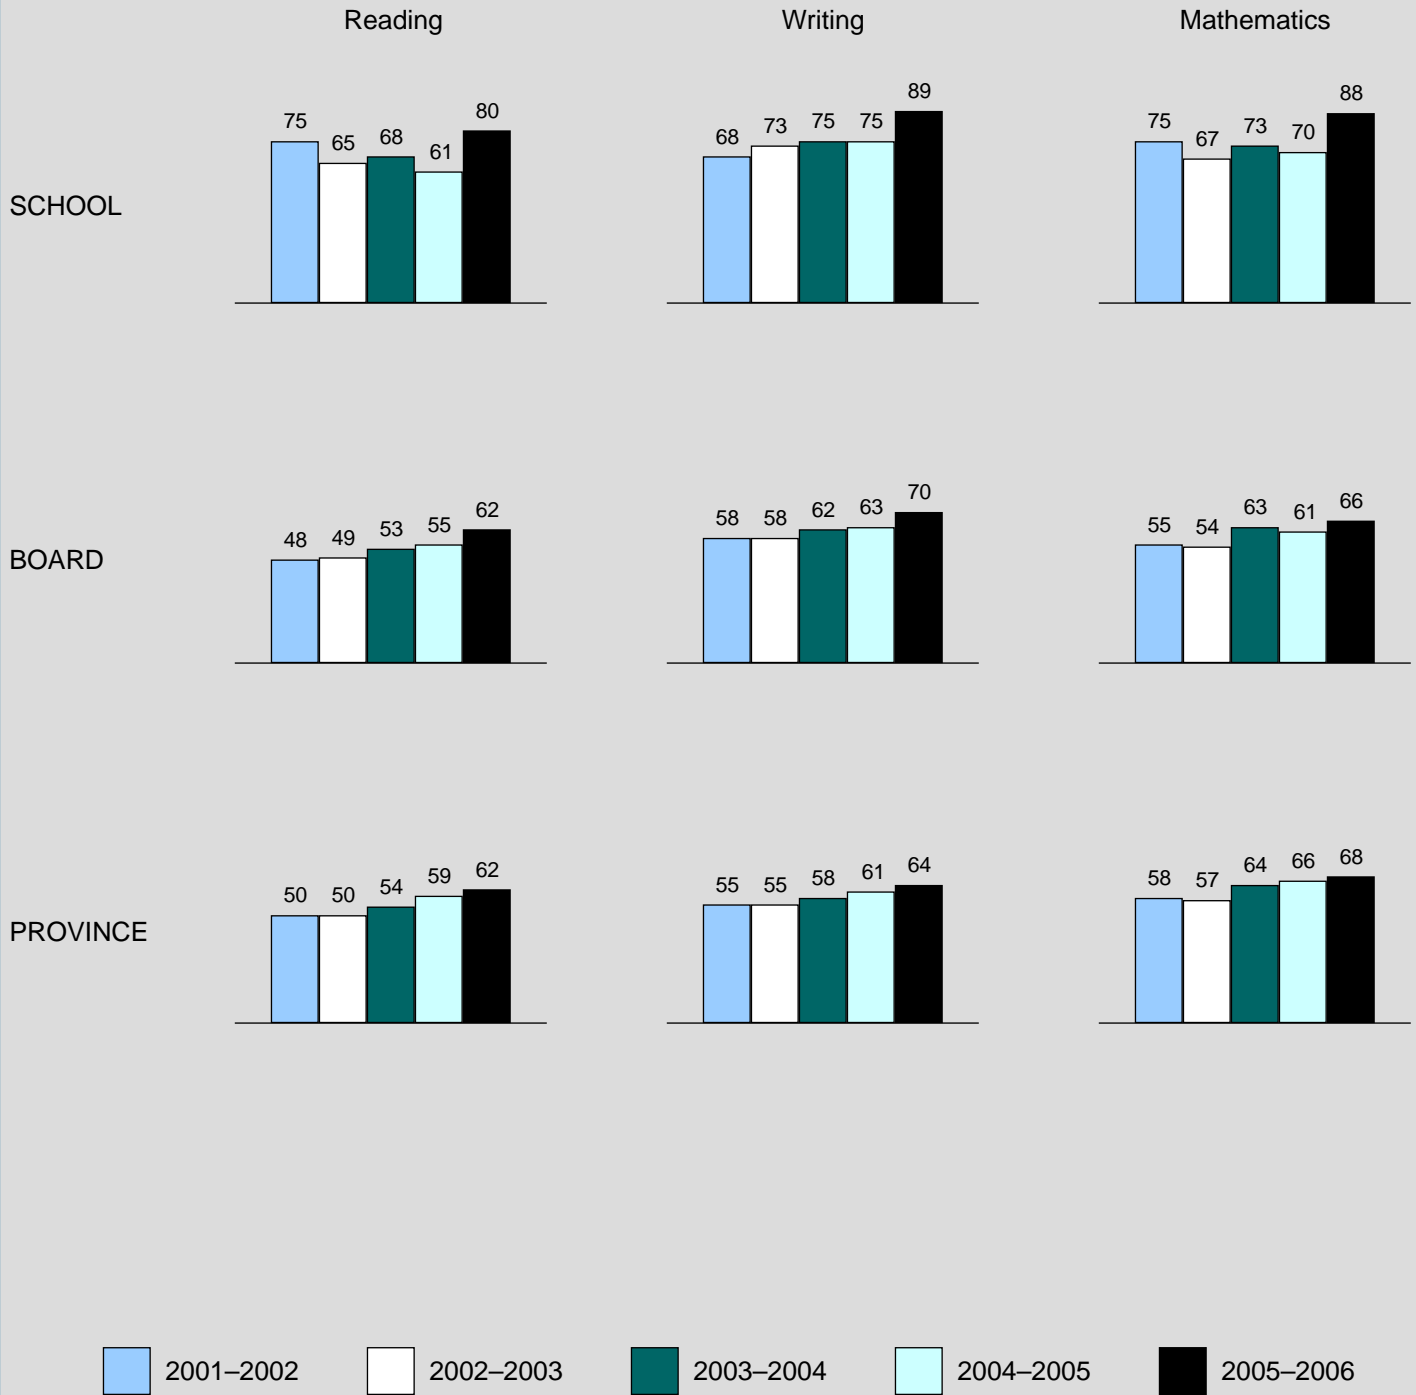 Reading Writing Mathematics
SCHOOL
75 65 68 61 80
68 73 75 75 89
75 67 73 70 88
BOARD
48 49 53 55 62
58 58 62 63 70
55 54 63 61 66
PROVINCE
50 50 54 59 62
55 55 58 61 64
58 57 64 66 68
2001–2002 2002–2003 2003–2004 2004–2005 2005–2006